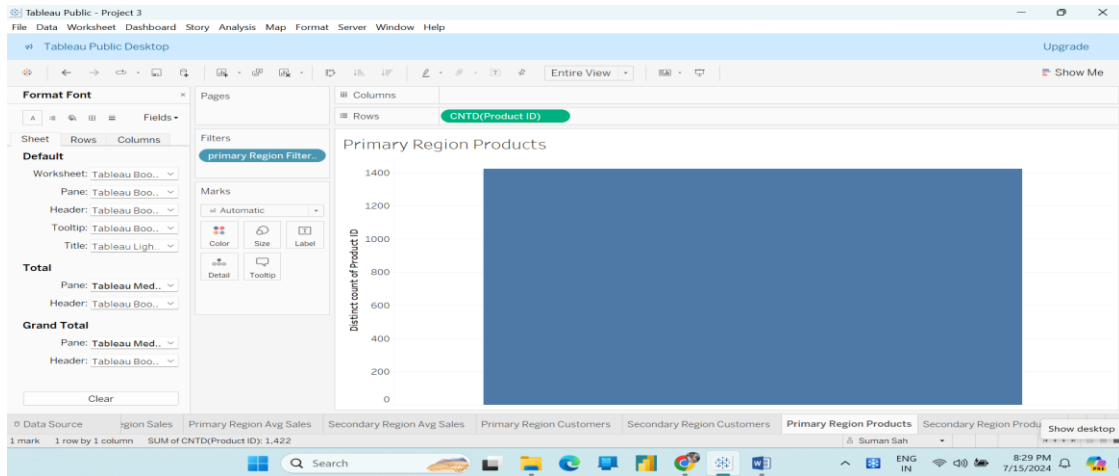 Tableau Public - Project 3
File Data Worksheet Dashboard Story Analysis Map Format Server Window Help
Tableau Public Desktop Upgrade
Entire View Show Me
Format Font
Fields
Sheet Rows Columns
Default
Worksheet: Tableau Boo..
Pane: Tableau Boo..
Header: Tableau Boo..
Tooltip: Tableau Boo..
Title: Tableau Ligh..
Total
Pane: Tableau Med..
Header: Tableau Boo..
Grand Total
Pane: Tableau Med..
Header: Tableau Boo..
Clear
Pages
Filters
primary Region Filter..
Marks
Automatic
Color Size Label
Detail Tooltip
Columns
Rows CNTD(Product ID)
Primary Region Products
Distinct count of Product ID
1400
1200
1000
800
600
400
200
0
Data Source egion Sales Primary Region Avg Sales Secondary Region Avg Sales Primary Region Customers Secondary Region Customers Primary Region Products Secondary Region Produ
Show desktop
1 mark 1 row by 1 column SUM of CNTD(Product ID): 1,422 Suman Sah
Search ENG IN 8:29 PM 7/15/2024